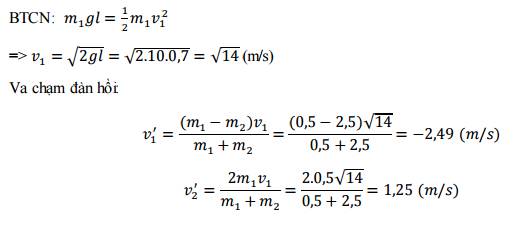 BTCN: m₁gl = ½m₁v₁²
=> v₁ = √(2gl) = √(2.10.0,7) = √14 (m/s)
Va chạm đàn hồi:
v₁′ = (m₁ − m₂)v₁ / (m₁ + m₂) = (0,5 − 2,5)√14 / (0,5 + 2,5) = −2,49 (m/s)
v₂′ = 2m₁v₁ / (m₁ + m₂) = 2.0,5√14 / (0,5 + 2,5) = 1,25 (m/s)